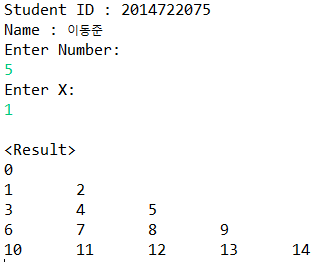 Student ID : 2014722075
Name : 이동준
Enter Number:
5
Enter X:
1
<Result>
0
1 2
3 4 5
6 7 8 9
10 11 12 13 14